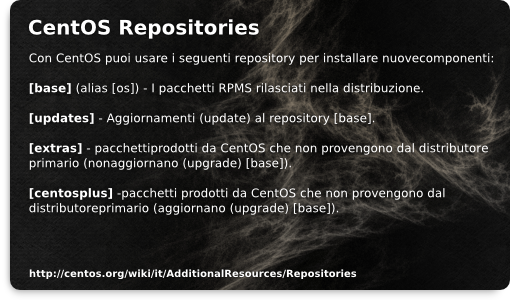 CentOS Repositories
Con CentOS puoi usare i seguenti repository per installare nuovecomponenti:
[base] (alias [os]) - I pacchetti RPMS rilasciati nella distribuzione.
[updates] - Aggiornamenti (update) al repository [base].
[extras] - pacchettiprodotti da CentOS che non provengono dal distributore
primario (nonaggiornano (upgrade) [base]).
[centosplus] -pacchetti prodotti da CentOS che non provengono dal
distributoreprimario (aggiornano (upgrade) [base]).
http://centos.org/wiki/it/AdditionalResources/Repositories